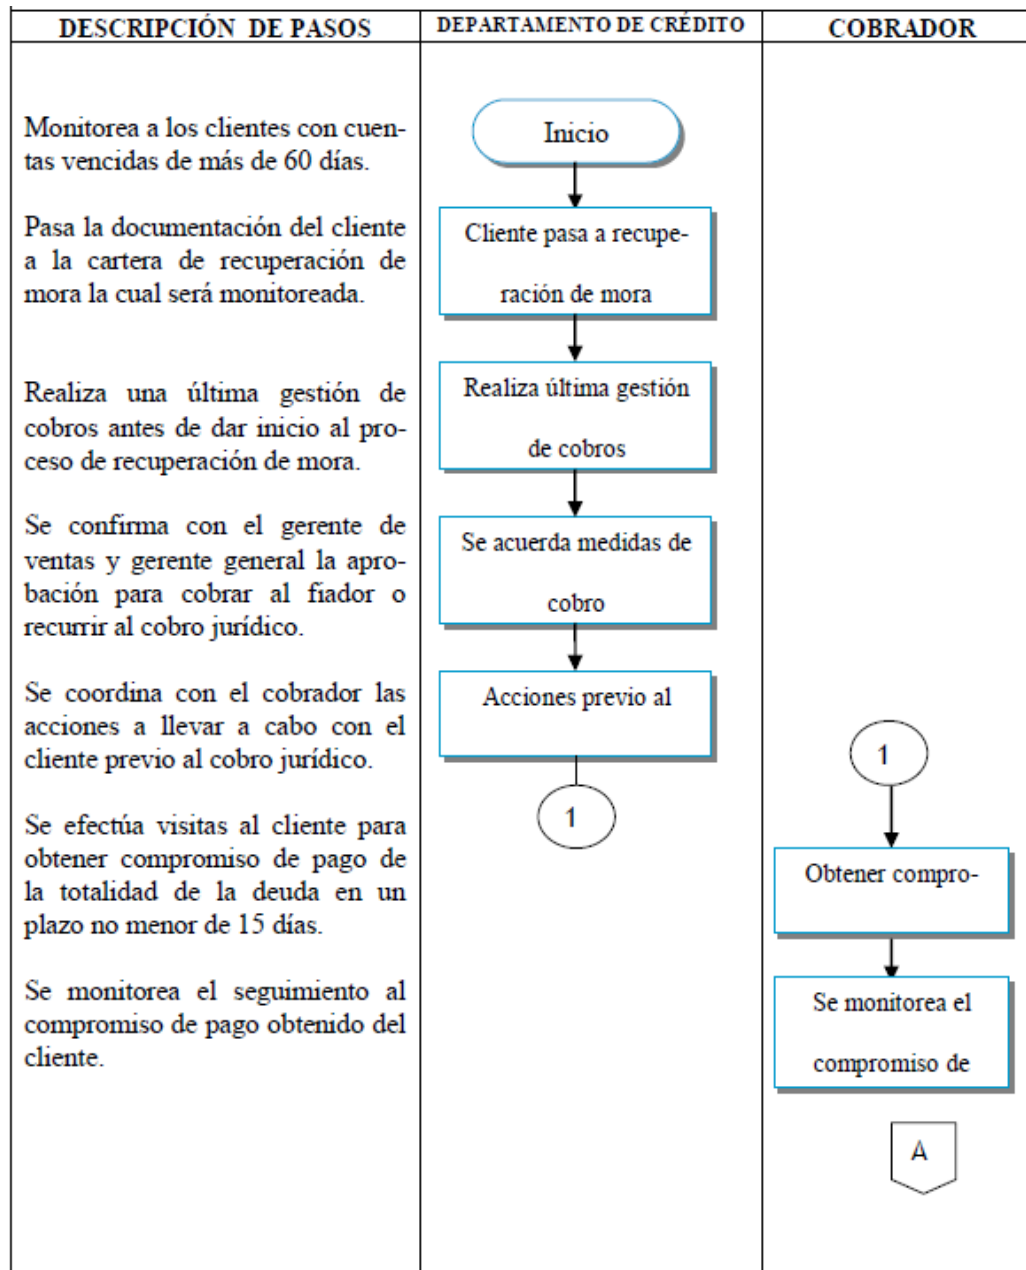 DESCRIPCIÓN DE PASOS
DEPARTAMENTO DE CRÉDITO
COBRADOR
Monitorea a los clientes con cuen-
tas vencidas de más de 60 días.
Pasa la documentación del cliente
a la cartera de recuperación de
mora la cual será monitoreada.
Realiza una última gestión de
cobros antes de dar inicio al pro-
ceso de recuperación de mora.
Se confirma con el gerente de
ventas y gerente general la apro-
bación para cobrar al fiador o
recurrir al cobro jurídico.
Se coordina con el cobrador las
acciones a llevar a cabo con el
cliente previo al cobro jurídico.
Se efectúa visitas al cliente para
obtener compromiso de pago de
la totalidad de la deuda en un
plazo no menor de 15 días.
Se monitorea el seguimiento al
compromiso de pago obtenido del
cliente.
Inicio
Cliente pasa a recupe-
ración de mora
Realiza última gestión
de cobros
Se acuerda medidas de
cobro
Acciones previo al
1
1
Obtener compro-
Se monitorea el
compromiso de
A